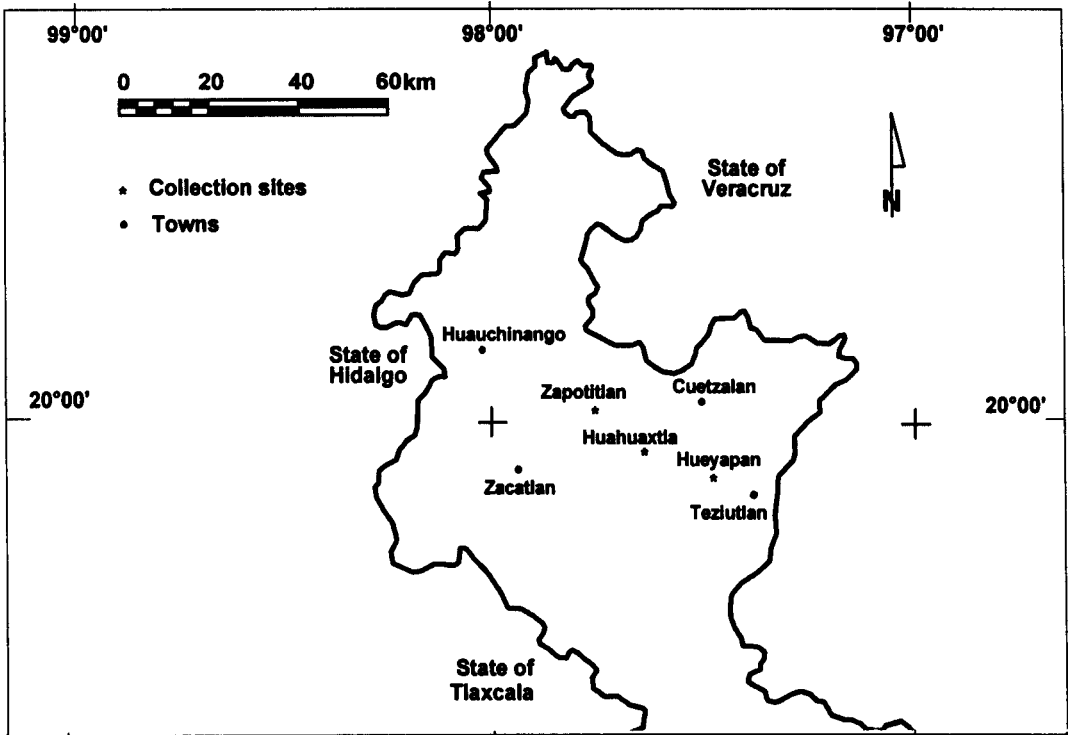 99°00'
98°00'
97°00'
0 20 40 60km
* Collection sites
• Towns
State of
Veracruz
N
Huauchinango
State of
Hidalgo
Zapotitlan
Cuetzalan
20°00'
20°00'
Huahuaxtla
Hueyapan
Zacatlan
Teziutlan
State of
Tlaxcala